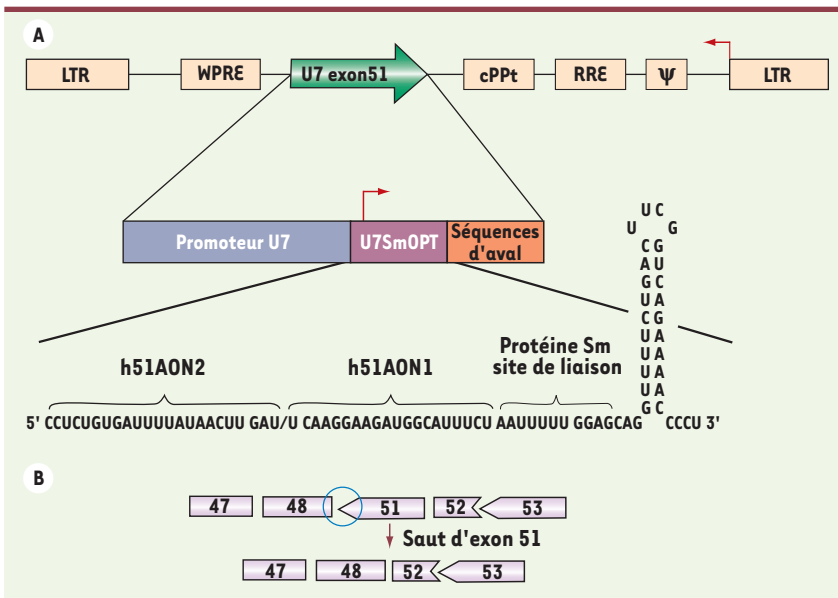 A
LTR WPRE U7 exon51 cPPt RRE Ψ LTR
Promoteur U7 U7SmOPT Séquences d'aval
h51AON2 h51AON1 Protéine Sm site de liaison
U C
U G
C G
A U
G C
U A
C G
U A
U A
U A
U A
G C
5' CCUCUGUGAUUUUAUAACUU GAU/U CAAGGAAGAUGGCAUUUCU AAUUUUU GGAGCAG CCCU 3'
B
47 48 51 52 53
Saut d'exon 51
47 48 52 53